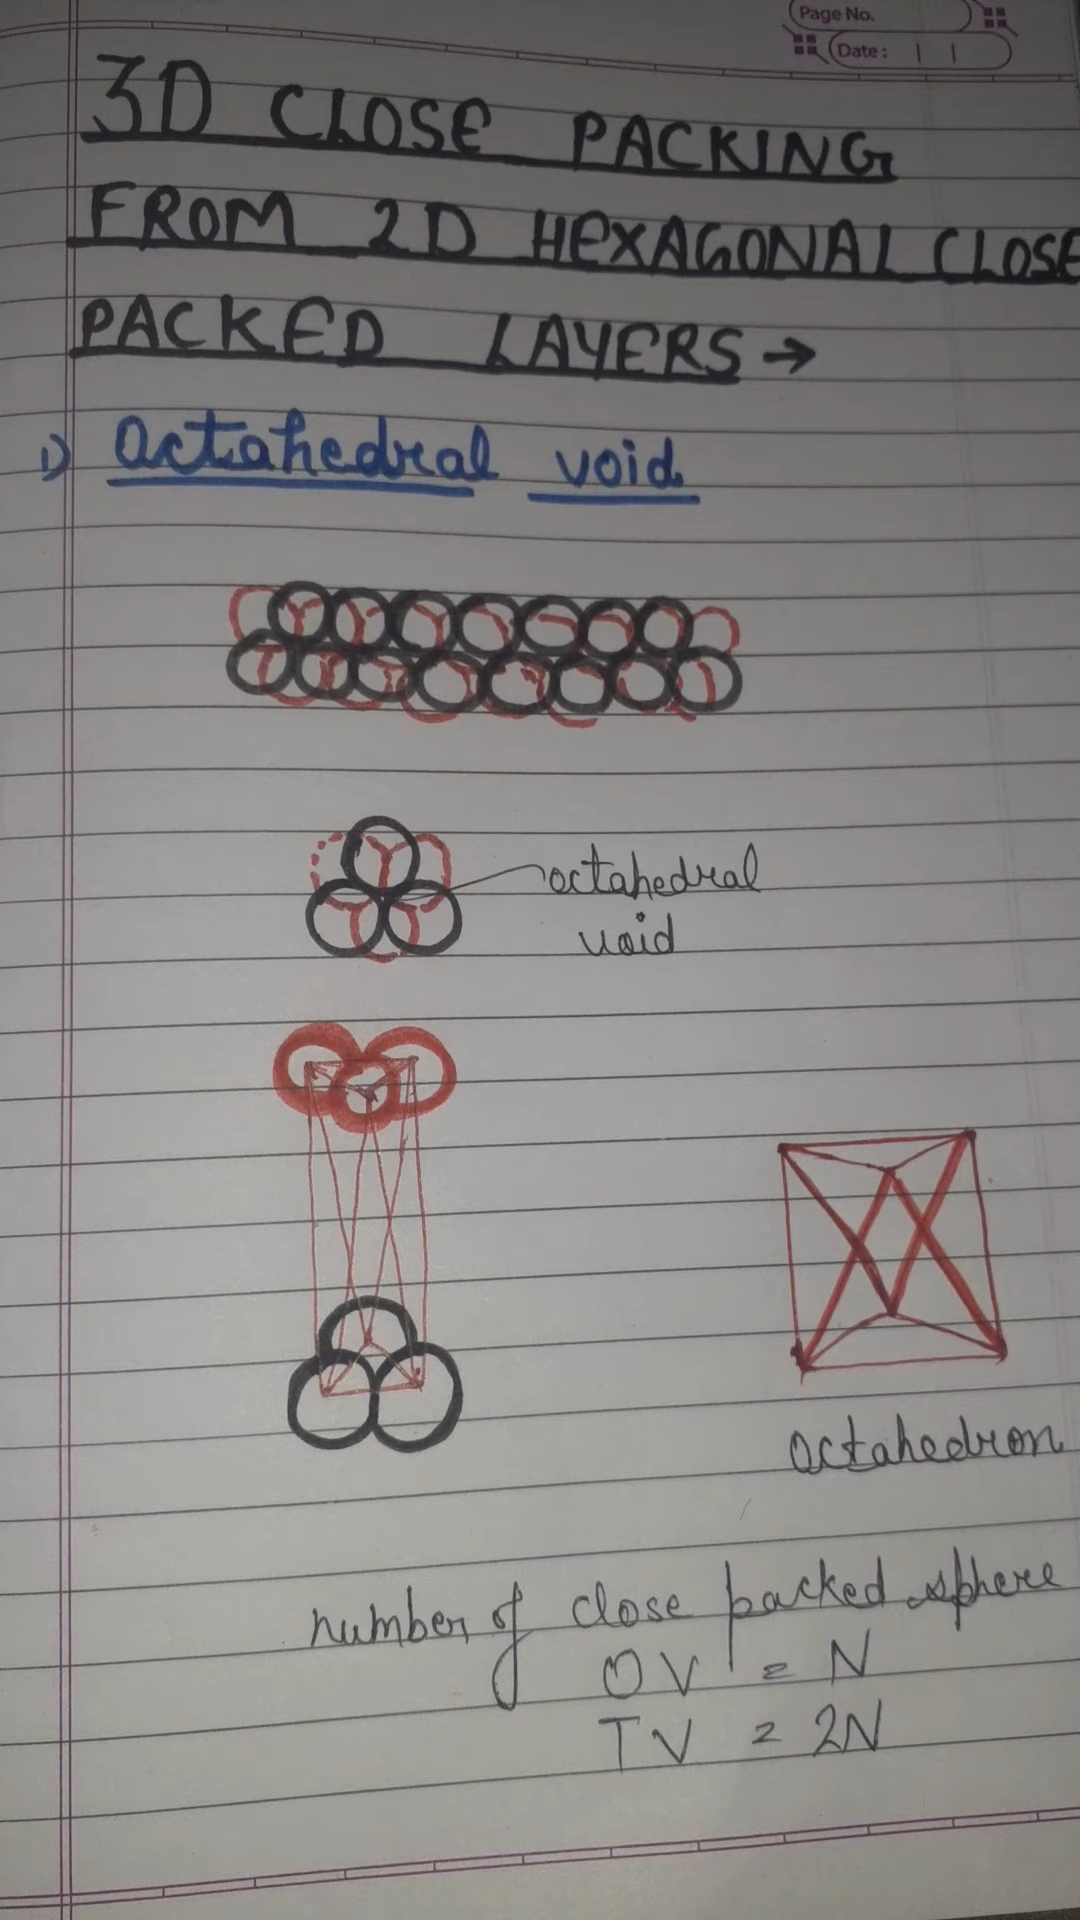 Page No.
Date:
3D CLOSE PACKING
FROM 2D HEXAGONAL CLOSE
PACKED LAYERS →
1) Octahedral void
octahedral
void
octahedron
number of close packed sphere
OV = N
TV = 2N